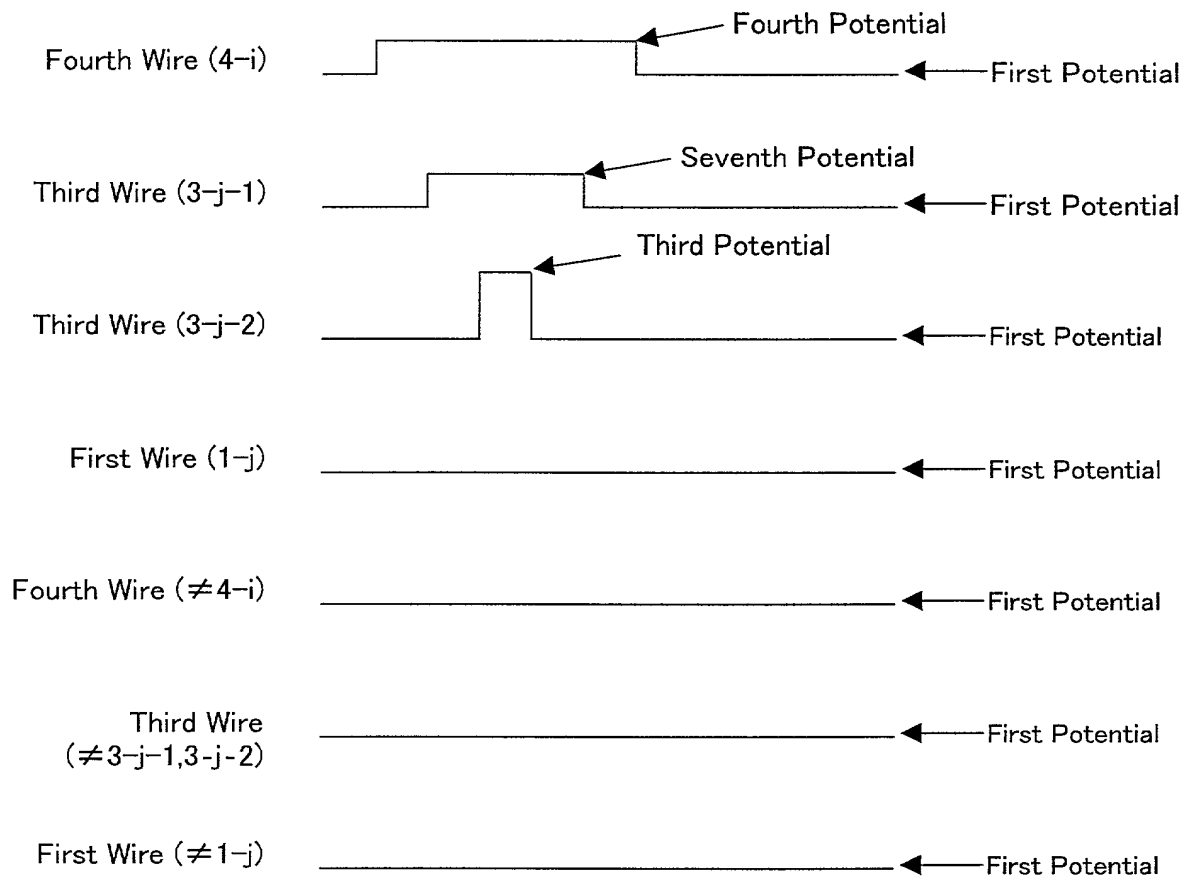 Fourth Potential
Fourth Wire (4-i)
First Potential
Seventh Potential
Third Wire (3-j-1)
First Potential
Third Potential
Third Wire (3-j-2)
First Potential
First Wire (1-j)
First Potential
Fourth Wire (≠4-i)
First Potential
Third Wire
(≠3-j-1,3-j-2)
First Potential
First Wire (≠1-j)
First Potential